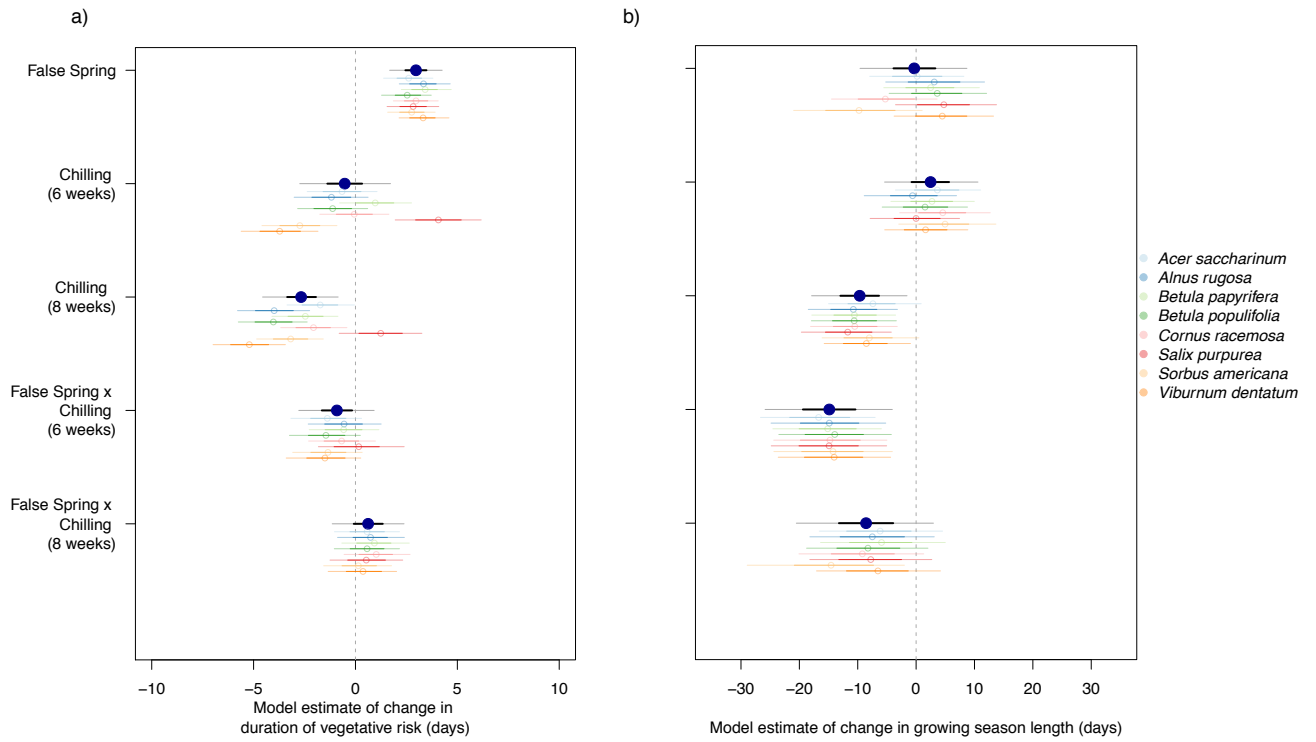 a)
False Spring
Chilling
(6 weeks)
Chilling
(8 weeks)
False Spring x
Chilling
(6 weeks)
False Spring x
Chilling
(8 weeks)
−10
−5
0
5
10
Model estimate of change in
duration of vegetative risk (days)
b)
−30
−20
−10
0
10
20
30
Model estimate of change in growing season length (days)
Acer saccharinum
Alnus rugosa
Betula papyrifera
Betula populifolia
Cornus racemosa
Salix purpurea
Sorbus americana
Viburnum dentatum